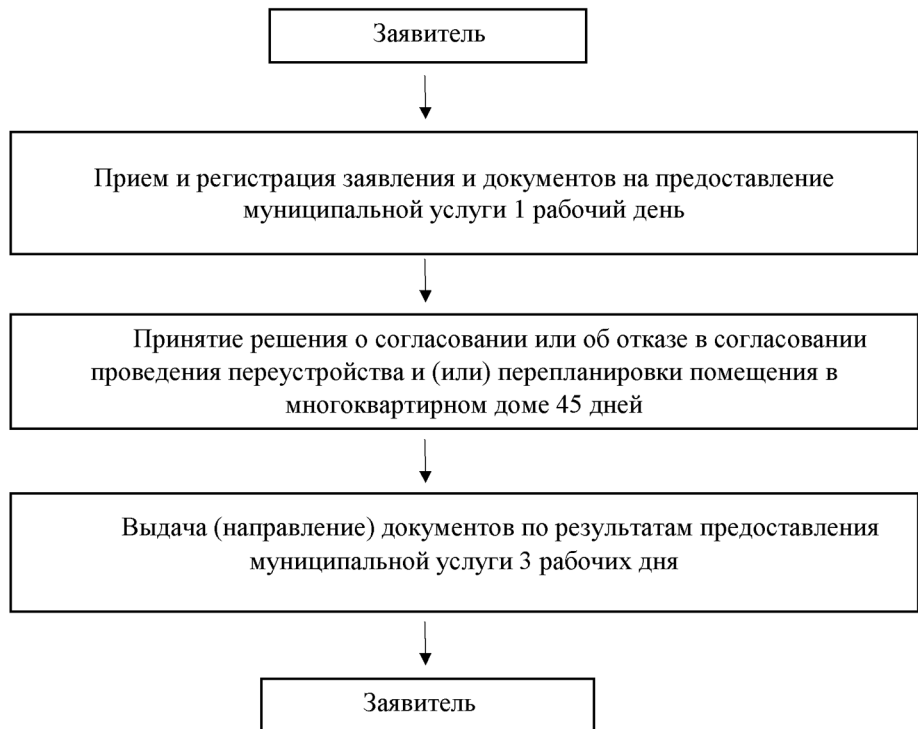 Заявитель
Прием и регистрация заявления и документов на предоставление
муниципальной услуги 1 рабочий день
Принятие решения о согласовании или об отказе в согласовании
проведения переустройства и (или) перепланировки помещения в
многоквартирном доме 45 дней
Выдача (направление) документов по результатам предоставления
муниципальной услуги 3 рабочих дня
Заявитель